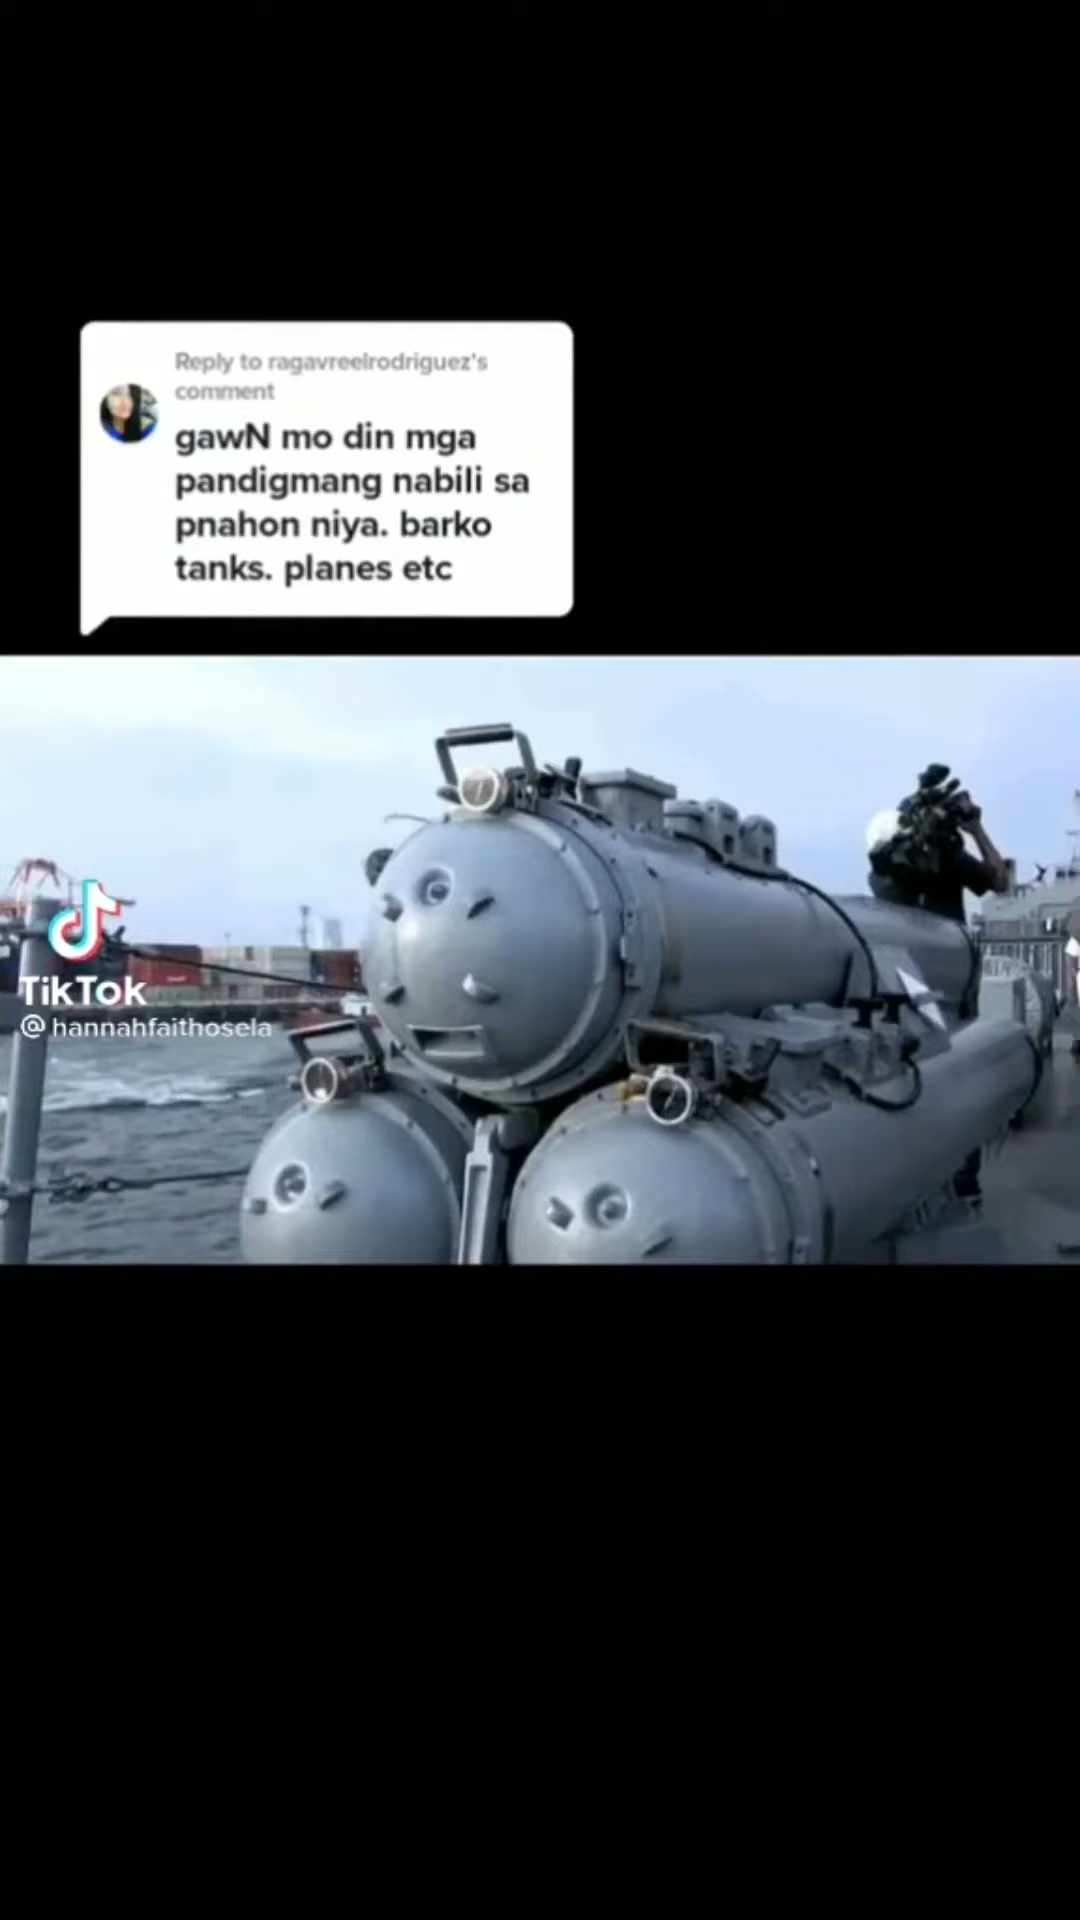 Reply to ragavreelrodriguez's
comment
gawN mo din mga
pandigmang nabili sa
pnahon niya. barko
tanks. planes etc
TikTok
@hannahfaithosela